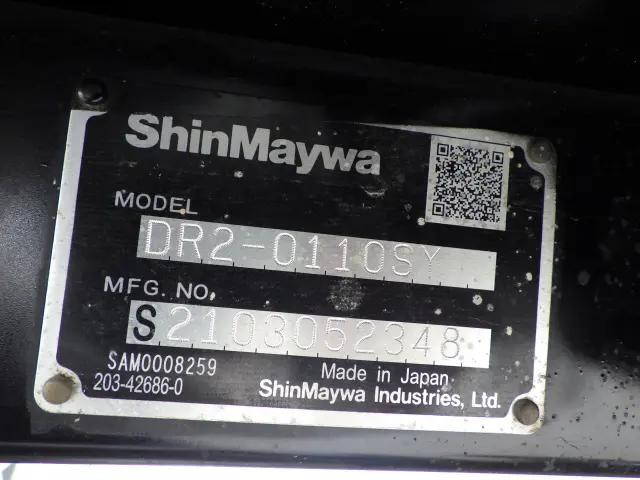 ShinMaywa
MODEL
DR2-0110SY
MFG. NO.
S2103052348
SAM0008259
203-42686-0
Made in Japan
ShinMaywa Industries, Ltd.